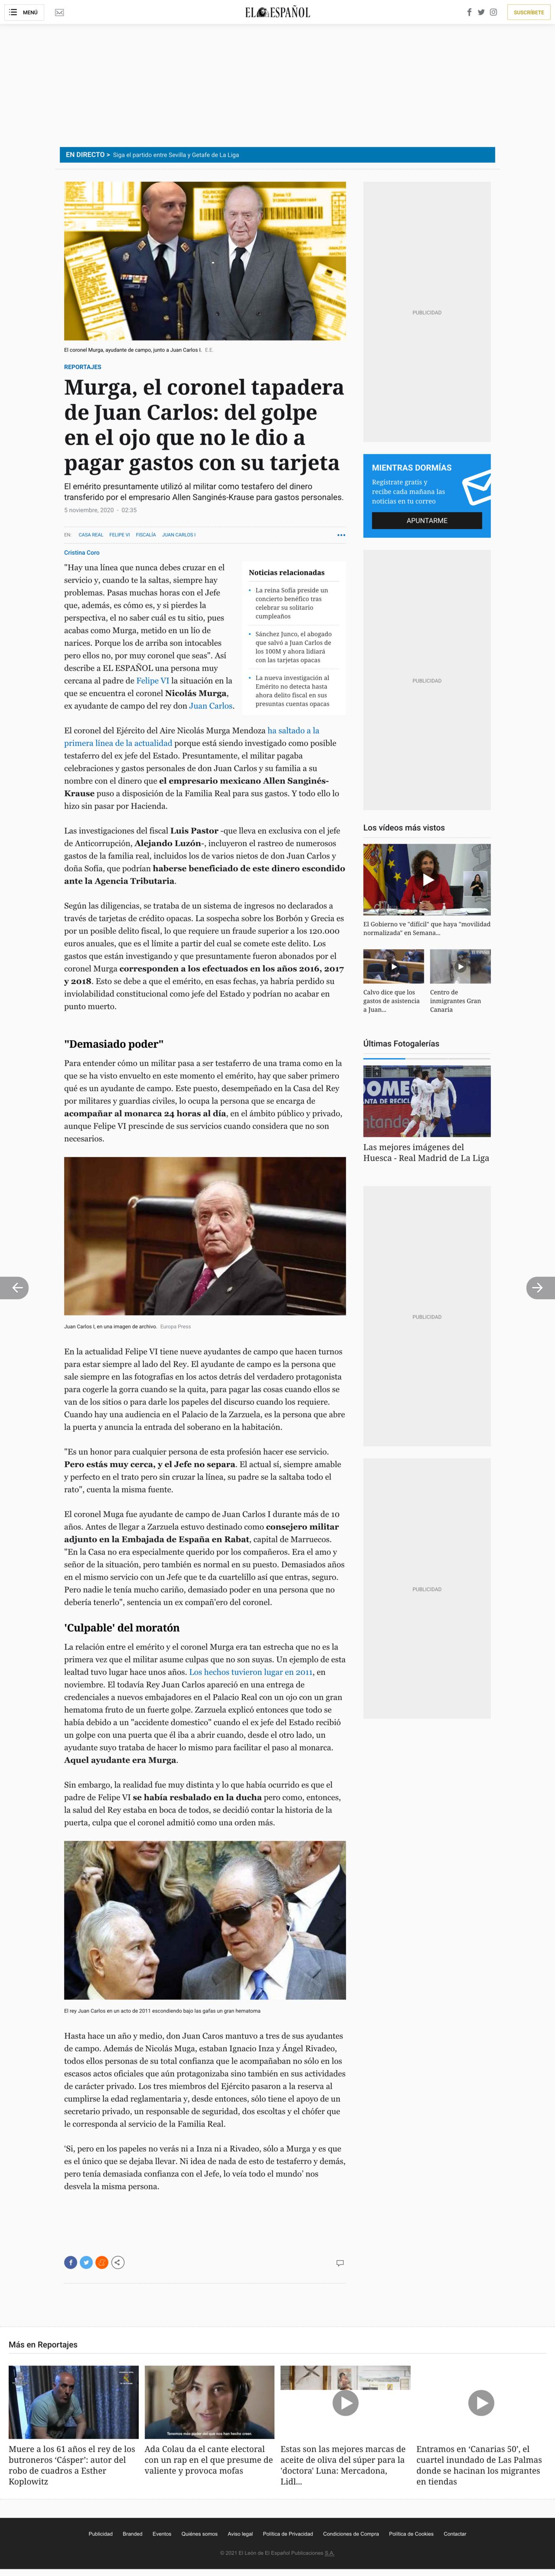 MENÚ
EL ESPAÑOL
SUSCRÍBETE
EN DIRECTO > Siga el partido entre Sevilla y Getafe de La Liga
El coronel Murga, ayudante de campo, junto a Juan Carlos I. E.E.
REPORTAJES
Murga, el coronel tapadera
de Juan Carlos: del golpe
en el ojo que no le dio a
pagar gastos con su tarjeta
El emérito presuntamente utilizó al militar como testaferro del dinero
transferido por el empresario Allen Sanginés-Krause para gastos personales.
5 noviembre, 2020 - 02:35
EN: CASA REAL FELIPE VI FISCALÍA JUAN CARLOS I
Cristina Coro
"Hay una línea que nunca debes cruzar en el
servicio y, cuando te la saltas, siempre hay
problemas. Pasas muchas horas con el Jefe
que, además, es cómo es, y si pierdes la
perspectiva, el no saber cuál es tu sitio, pues
acabas como Murga, metido en un lío de
narices. Porque los de arriba son intocables
pero ellos no, por muy coronel que seas". Así
describe a EL ESPAÑOL una persona muy
cercana al padre de Felipe VI la situación en la
que se encuentra el coronel Nicolás Murga,
ex ayudante de campo del rey don Juan Carlos.
Noticias relacionadas
La reina Sofía preside un
concierto benéfico tras
celebrar su solitario
cumpleaños
Sánchez Junco, el abogado
que salvó a Juan Carlos de
los 100M y ahora lidiará
con las tarjetas opacas
La nueva investigación al
Emérito no detecta hasta
ahora delito fiscal en sus
presuntas cuentas opacas
El coronel del Ejército del Aire Nicolás Murga Mendoza ha saltado a la
primera línea de la actualidad porque está siendo investigado como posible
testaferro del ex jefe del Estado. Presuntamente, el militar pagaba
celebraciones y gastos personales de don Juan Carlos y su familia a su
nombre con el dinero que el empresario mexicano Allen Sanginés-
Krause puso a disposición de la Familia Real para sus gastos. Y todo ello lo
hizo sin pasar por Hacienda.
Las investigaciones del fiscal Luis Pastor -que lleva en exclusiva con el jefe
de Anticorrupción, Alejando Luzón-, incluyeron el rastreo de numerosos
gastos de la familia real, incluidos los de varios nietos de don Juan Carlos y
doña Sofía, que podrían haberse beneficiado de este dinero escondido
ante la Agencia Tributaria.
Según las diligencias, se trataba de un sistema de ingresos no declarados a
través de tarjetas de crédito opacas. La sospecha sobre los Borbón y Grecia es
por un posible delito fiscal, lo que requiere un fraude superior a los 120.000
euros anuales, que es el límite a partir del cual se comete este delito. Los
gastos que están investigando y que presuntamente fueron abonados por el
coronel Murga corresponden a los efectuados en los años 2016, 2017
y 2018. Esto se debe a que el emérito, en esas fechas, ya habría perdido su
inviolabilidad constitucional como jefe del Estado y podrían no acabar en
punto muerto.
"Demasiado poder"
Para entender cómo un militar pasa a ser testaferro de una trama como en la
que se ha visto envuelto en este momento el emérito, hay que saber primero
qué es un ayudante de campo. Este puesto, desempeñado en la Casa del Rey
por militares y guardias civiles, lo ocupa la persona que se encarga de
acompañar al monarca 24 horas al día, en el ámbito público y privado,
aunque Felipe VI prescinde de sus servicios cuando considera que no son
necesarios.
Juan Carlos I, en una imagen de archivo. Europa Press
En la actualidad Felipe VI tiene nueve ayudantes de campo que hacen turnos
para estar siempre al lado del Rey. El ayudante de campo es la persona que
sale siempre en las fotografías en los actos detrás del verdadero protagonista
para cogerle la gorra cuando se la quita, para pagar las cosas cuando ellos se
van de los sitios o para darle los papeles del discurso cuando los requiere.
Cuando hay una audiencia en el Palacio de la Zarzuela, es la persona que abre
la puerta y anuncia la entrada del soberano en la habitación.
"Es un honor para cualquier persona de esta profesión hacer ese servicio.
Pero estás muy cerca, y el Jefe no separa. El actual sí, siempre amable
y perfecto en el trato pero sin cruzar la línea, su padre se la saltaba todo el
rato", cuenta la misma fuente.
El coronel Muga fue ayudante de campo de Juan Carlos I durante más de 10
años. Antes de llegar a Zarzuela estuvo destinado como consejero militar
adjunto en la Embajada de España en Rabat, capital de Marruecos.
"En la Casa no era especialmente querido por los compañeros. Era el amo y
señor de la situación, pero también es normal en su puesto. Demasiados años
en el mismo servicio con un Jefe que te da cuartelillo así que entras, seguro.
Pero nadie le tenía mucho cariño, demasiado poder en una persona que no
debería tenerlo", sentencia un ex compañ'ero del coronel.
'Culpable' del moratón
La relación entre el emérito y el coronel Murga era tan estrecha que no es la
primera vez que el militar asume culpas que no son suyas. Un ejemplo de esta
lealtad tuvo lugar hace unos años. Los hechos tuvieron lugar en 2011, en
noviembre. El todavía Rey Juan Carlos apareció en una entrega de
credenciales a nuevos embajadores en el Palacio Real con un ojo con un gran
hematoma fruto de un fuerte golpe. Zarzuela explicó entonces que todo se
había debido a un "accidente domestico" cuando el ex jefe del Estado recibió
un golpe con una puerta que él iba a abrir cuando, desde el otro lado, un
ayudante suyo trataba de hacer lo mismo para facilitar el paso al monarca.
Aquel ayudante era Murga.
Sin embargo, la realidad fue muy distinta y lo que había ocurrido es que el
padre de Felipe VI se había resbalado en la ducha pero como, entonces,
la salud del Rey estaba en boca de todos, se decidió contar la historia de la
puerta, culpa que el coronel admitió como una orden más.
El rey Juan Carlos en un acto de 2011 escondiendo bajo las gafas un gran hematoma
Hasta hace un año y medio, don Juan Caros mantuvo a tres de sus ayudantes
de campo. Además de Nicolás Muga, estaban Ignacio Inza y Ángel Rivadeo,
todos ellos personas de su total confianza que le acompañaban no sólo en los
escasos actos oficiales que aún protagonizaba sino también en sus actividades
de carácter privado. Los tres miembros del Ejército pasaron a la reserva al
cumplirse la edad reglamentaria y, desde entonces, sólo tiene el apoyo de un
secretario privado, un responsable de seguridad, dos escoltas y el chófer que
le corresponda al servicio de la Familia Real.
'Si, pero en los papeles no verás ni a Inza ni a Rivadeo, sólo a Murga y es que
es el único que se dejaba llevar. Ni idea de nada de esto de testaferro y demás,
pero tenía demasiada confianza con el Jefe, lo veía todo el mundo' nos
desvela la misma persona.
PUBLICIDAD
MIENTRAS DORMÍAS
Regístrate gratis y
recibe cada mañana las
noticias en tu correo
APUNTARME
PUBLICIDAD
Los vídeos más vistos
El Gobierno ve "difícil" que haya "movilidad
normalizada" en Semana...
Calvo dice que los
gastos de asistencia
a Juan...
Centro de
inmigrantes Gran
Canaria
Últimas Fotogalerías
Las mejores imágenes del
Huesca - Real Madrid de La Liga
PUBLICIDAD
PUBLICIDAD
Más en Reportajes
Muere a los 61 años el rey de los
butroneros 'Cásper': autor del
robo de cuadros a Esther
Koplowitz
Ada Colau da el cante electoral
con un rap en el que presume de
valiente y provoca mofas
Estas son las mejores marcas de
aceite de oliva del súper para la
'doctora' Luna: Mercadona,
Lidl...
Entramos en 'Canarias 50', el
cuartel inundado de Las Palmas
donde se hacinan los migrantes
en tiendas
Publicidad Branded Eventos Quiénes somos Aviso legal Política de Privacidad Condiciones de Compra Política de Cookies Contactar
© 2021 El León de El Español Publicaciones S.A.